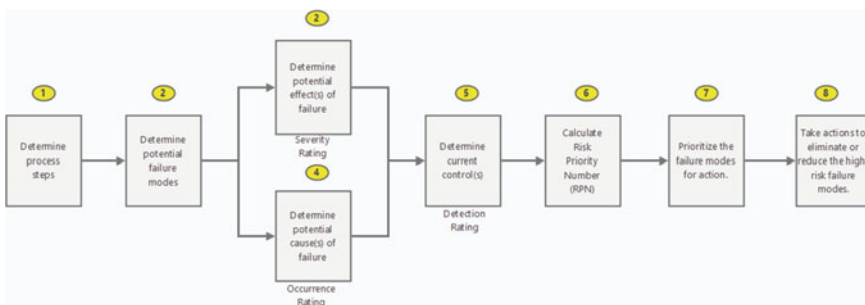 1
Determine
process
steps
2
Determine
potential
failure
modes
2
Determine
potential
effect(s) of
failure
Severity
Rating
4
Determine
potential
cause(s) of
failure
Occurrence
Rating
5
Determine
current
control(s)
Detection
Rating
6
Calculate
Risk
Priority
Number
(RPN)
7
Prioritize the
failure modes
for action.
8
Take actions to
eliminate or
reduce the high
risk failure
modes.